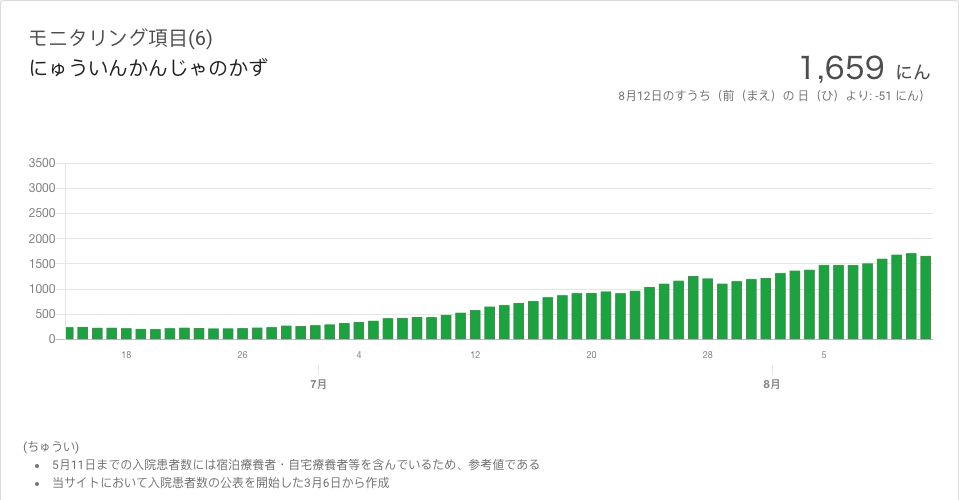 モニタリング項目(6)
にゅういんかんじゃのかず
1,659 にん
8月12日のすうち（前（まえ）の 日（ひ）より: -51 にん）
3500
3000
2500
2000
1500
1000
500
0
18 26 4 12 20 28 5
7月 8月
(ちゅうい)
• 5月11日までの入院患者数には宿泊療養者・自宅療養者等を含んでいるため、参考値である
• 当サイトにおいて入院患者数の公表を開始した3月6日から作成